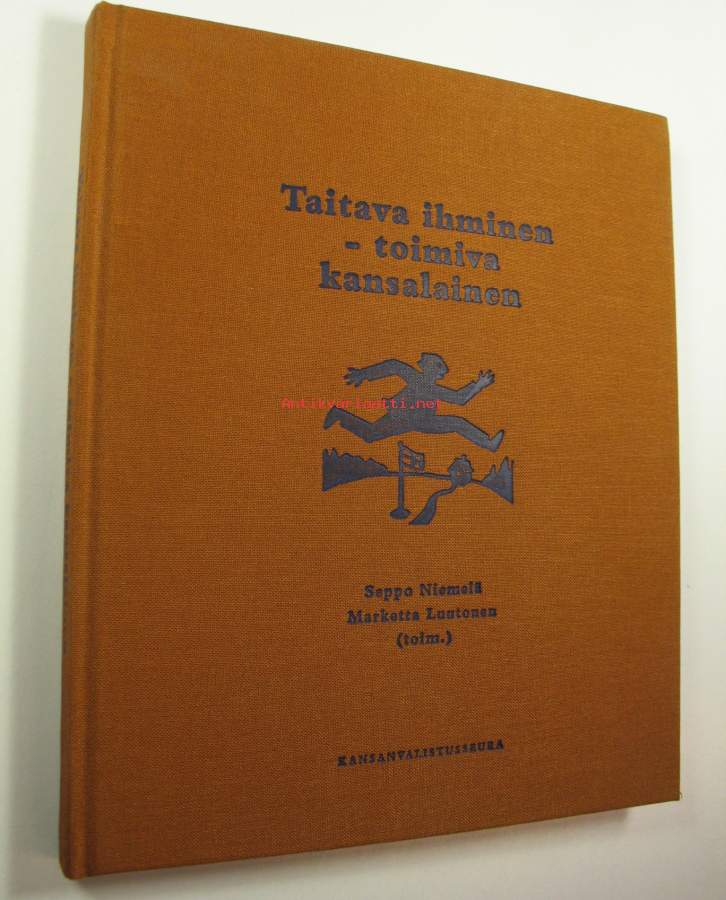 Taitava ihminen
- toimiva
kansalainen
Antikvariaatti.net
Seppo Niemelä
Marketta Luutonen
(toim.)
KANSANVALISTUSSEURA